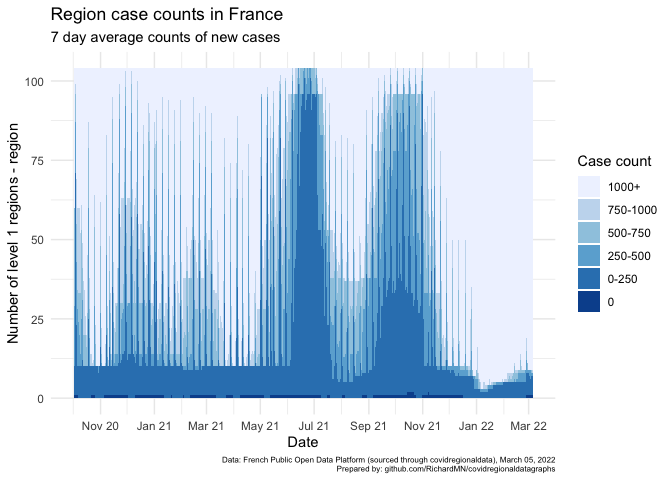 Region case counts in France
7 day average counts of new cases
Number of level 1 regions - region
100
75
50
25
0
Nov 20 Jan 21 Mar 21 May 21 Jul 21 Sep 21 Nov 21 Jan 22 Mar 22
Date
Case count
1000+
750-1000
500-750
250-500
0-250
0
Data: French Public Open Data Platform (sourced through covidregionaldata), March 05, 2022
Prepared by: github.com/RichardMN/covidregionaldatagraphs